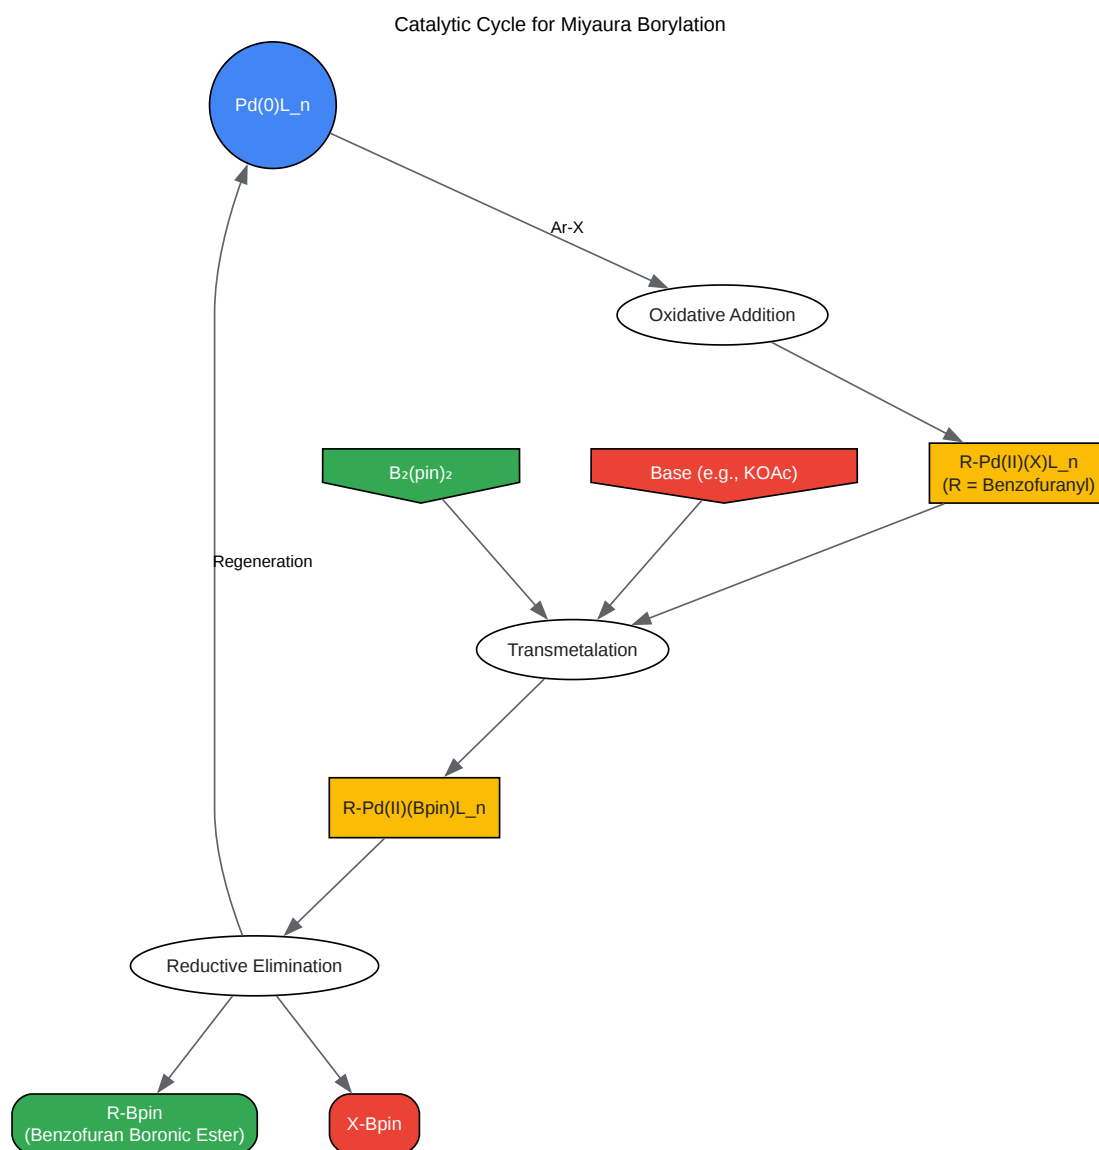 Catalytic Cycle for Miyaura Borylation
Pd(0)L_n
Ar-X
Oxidative Addition
B₂(pin)₂
Base (e.g., KOAc)
R-Pd(II)(X)L_n
(R = Benzofuranyl)
Regeneration
Transmetalation
R-Pd(II)(Bpin)L_n
Reductive Elimination
R-Bpin
(Benzofuran Boronic Ester)
X-Bpin